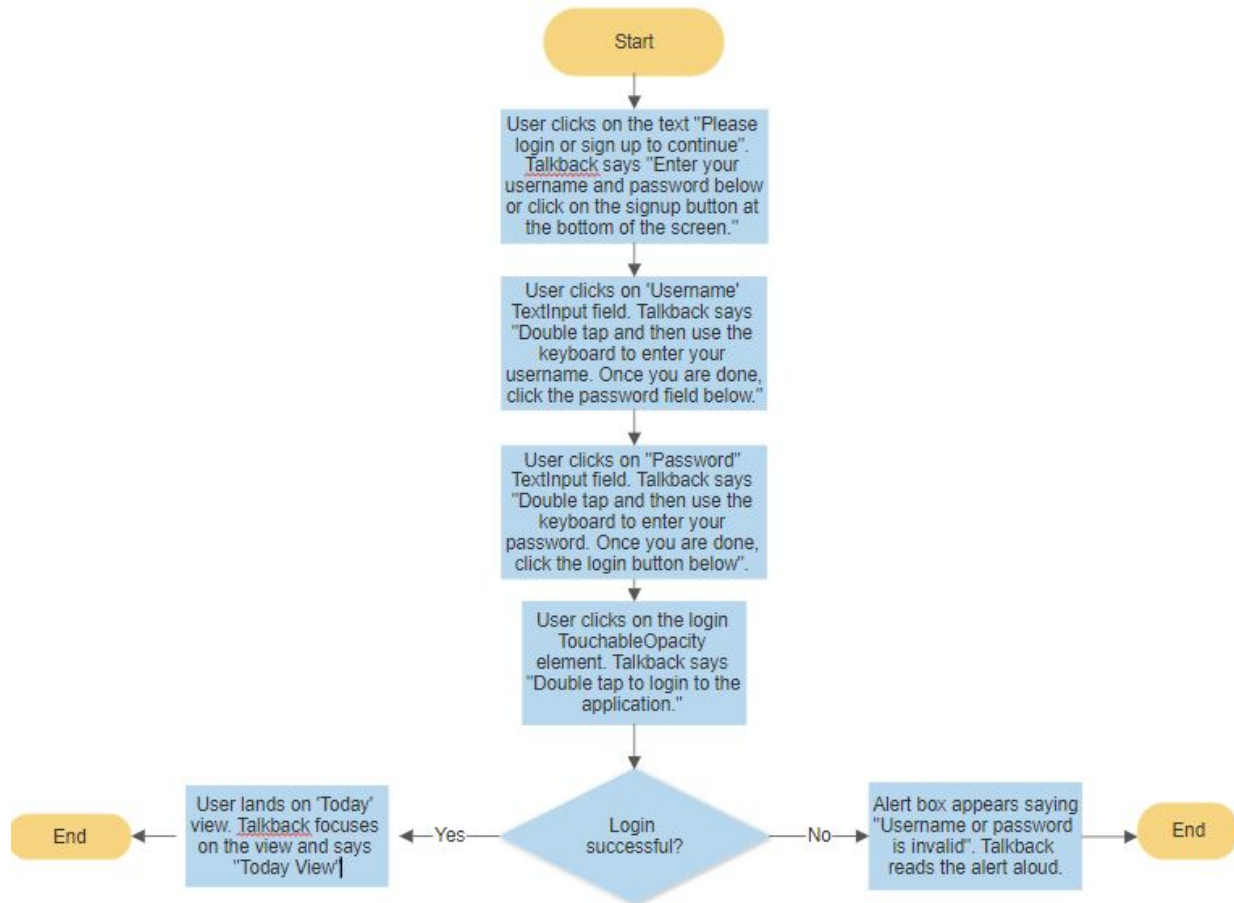 Start
User clicks on the text "Please
login or sign up to continue".
Talkback says "Enter your
username and password below
or click on the signup button at
the bottom of the screen."
User clicks on 'Username'
TextInput field. Talkback says
"Double tap and then use the
keyboard to enter your
username. Once you are done,
click the password field below."
User clicks on "Password"
TextInput field. Talkback says
"Double tap and then use the
keyboard to enter your
password. Once you are done,
click the login button below".
User clicks on the login
TouchableOpacity
element. Talkback says
"Double tap to login to the
application."
Login
successful?
Yes
User lands on 'Today'
view. Talkback focuses
on the view and says
"Today View'
End
No
Alert box appears saying
"Username or password
is invalid". Talkback
reads the alert aloud.
End